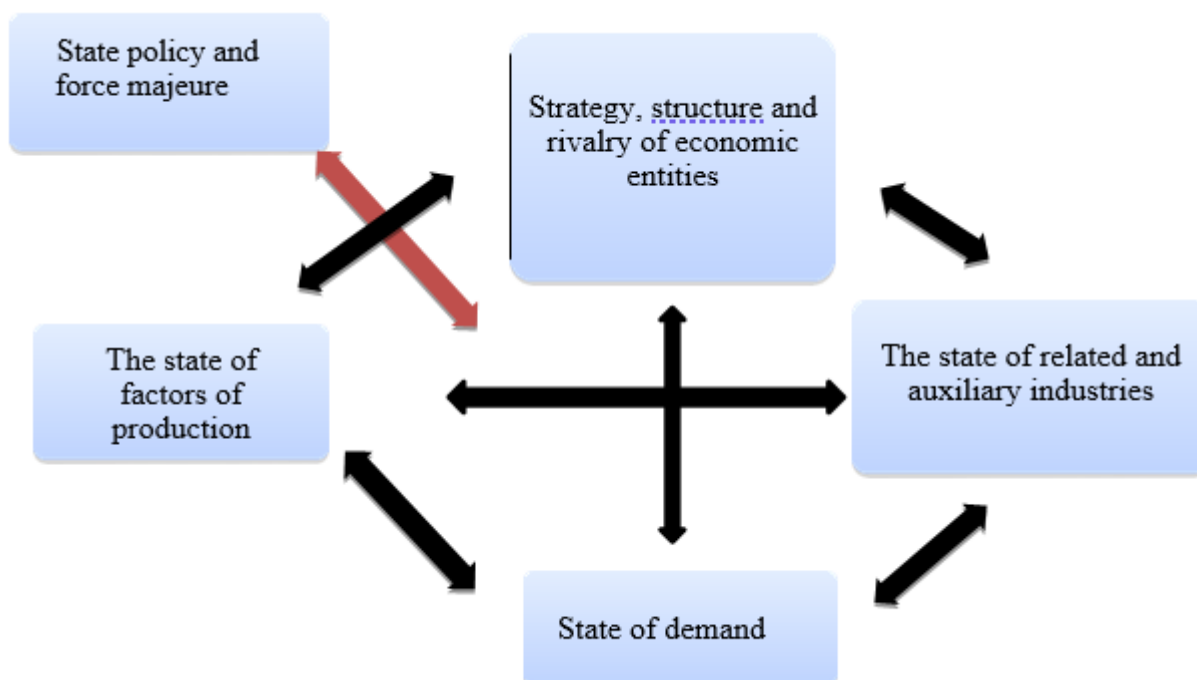 State policy and
force majeure
Strategy, structure and
rivalry of economic
entities
The state of
factors of
production
The state of related and
auxiliary industries
State of demand